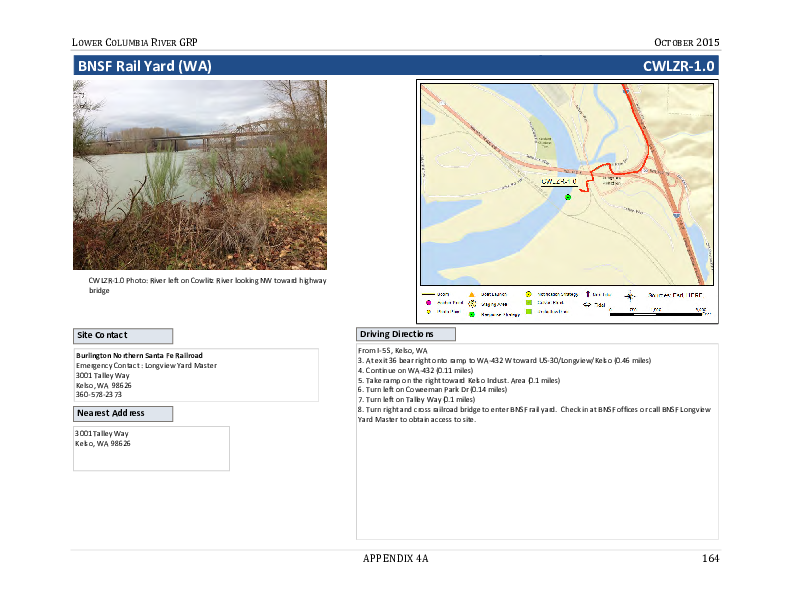 LOWER COLUMBIA RIVER GRP
OCTOBER 2015
BNSF Rail Yard (WA)
CWLZR-1.0
CWLZR-1.0
Sources: Esri, HERE,
CWLZR-1.0 Photo: River left on Cowlitz River looking NW toward highway
bridge
Site Contact
Burlington Northern Santa Fe Railroad
Emergency Contact: Longview Yard Master
3001 Talley Way
Kelso, WA 98626
360-578-2373
Nearest Address
3001 Talley Way
Kelso, WA 98626
Driving Directions
From I-5S, Kelso, WA
3. At exit 36 bear right onto ramp to WA-432 W toward US-30/Longview/Kelso (0.46 miles)
4. Continue on WA-432 (0.11 miles)
5. Take ramp on the right toward Kelso Indust. Area (0.1 miles)
6. Turn left on Coweeman Park Dr (0.14 miles)
7. Turn left on Talley Way (0.1 miles)
8. Turn right and cross railroad bridge to enter BNSF rail yard. Check in at BNSF offices or call BNSF Longview
Yard Master to obtain access to site.
APPENDIX 4A
164